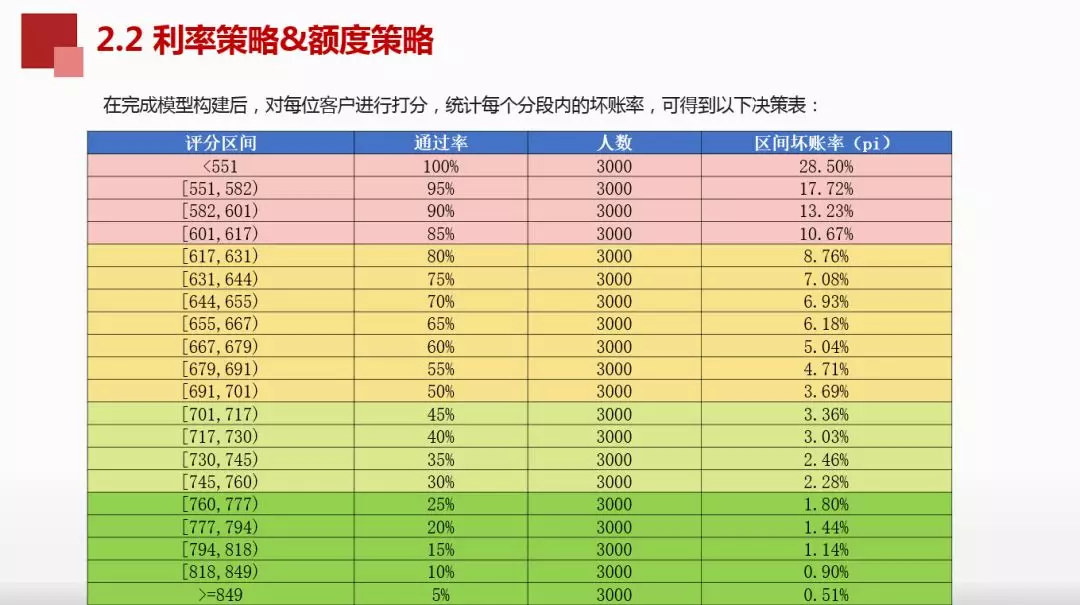 2.2 利率策略&额度策略
在完成模型构建后，对每位客户进行打分，统计每个分段内的坏账率，可得到以下决策表：
评分区间 通过率 人数 区间坏账率（pi）
<551 100% 3000 28.50%
[551,582) 95% 3000 17.72%
[582,601) 90% 3000 13.23%
[601,617) 85% 3000 10.67%
[617,631) 80% 3000 8.76%
[631,644) 75% 3000 7.08%
[644,655) 70% 3000 6.93%
[655,667) 65% 3000 6.18%
[667,679) 60% 3000 5.04%
[679,691) 55% 3000 4.71%
[691,701) 50% 3000 3.69%
[701,717) 45% 3000 3.36%
[717,730) 40% 3000 3.03%
[730,745) 35% 3000 2.46%
[745,760) 30% 3000 2.28%
[760,777) 25% 3000 1.80%
[777,794) 20% 3000 1.44%
[794,818) 15% 3000 1.14%
[818,849) 10% 3000 0.90%
>=849 5% 3000 0.51%